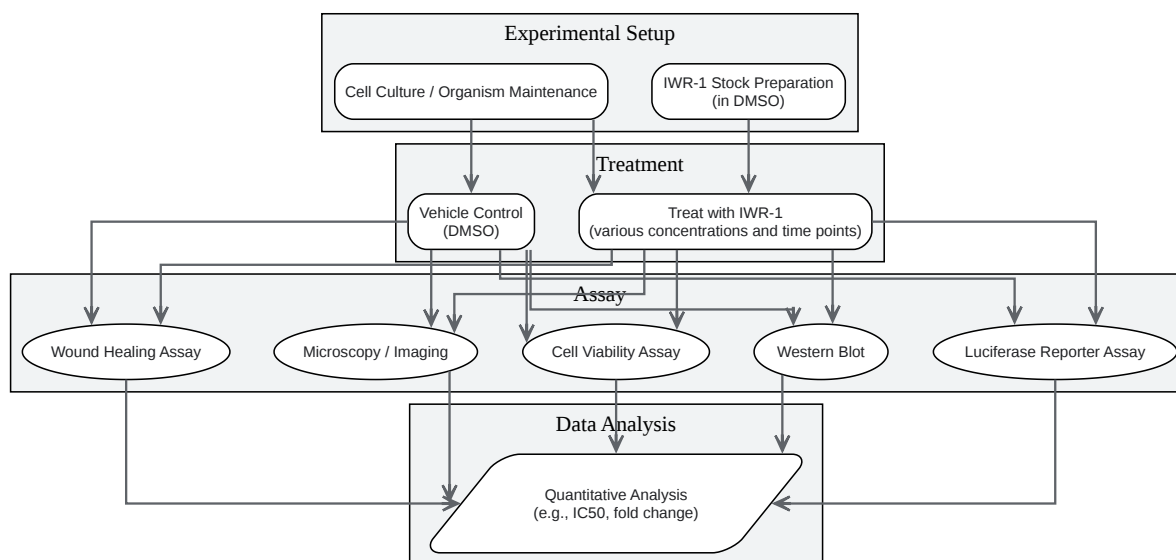 Experimental Setup
Cell Culture / Organism Maintenance
IWR-1 Stock Preparation
(in DMSO)
Treatment
Vehicle Control
(DMSO)
Treat with IWR-1
(various concentrations and time points)
Assay
Wound Healing Assay
Microscopy / Imaging
Cell Viability Assay
Western Blot
Luciferase Reporter Assay
Data Analysis
Quantitative Analysis
(e.g., IC50, fold change)